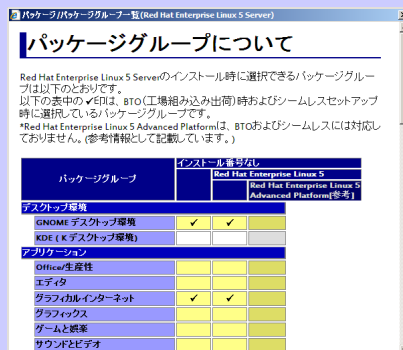 パッケージ/パッケージグループ一覧(Red Hat Enterprise Linux 5 Server)
パッケージグループについて
Red Hat Enterprise Linux 5 Serverのインストール時に選択できるパッケージグルー
プは以下のとおりです。
以下の表中の✔印は、BTO(工場組み込み出荷)時およびシームレスセットアップ
時に選択しているパッケージグループです。
*Red Hat Enterprise Linux 5 Advanced Platformは、BTOおよびシームレスには対応し
ておりません。(参考情報として記載しています。)
パッケージグループ
インストール番号なし
Red Hat Enterprise Linux 5
Red Hat Enterprise Linux 5
Advanced Platform[参考]
デスクトップ環境
GNOME デスクトップ環境 ✔ ✔
KDE ( K デスクトップ環境)
アプリケーション
Office/生産性
エディタ
グラフィカルインターネット ✔ ✔
グラフィックス
ゲームと娯楽
サウンドとビデオ